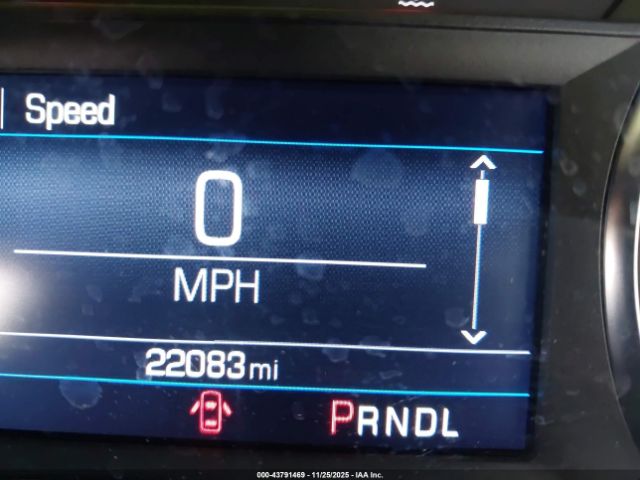 Speed
0
MPH
22083 mi
PRNDL
000-43791469 - 11/25/2025 - IAA Inc.